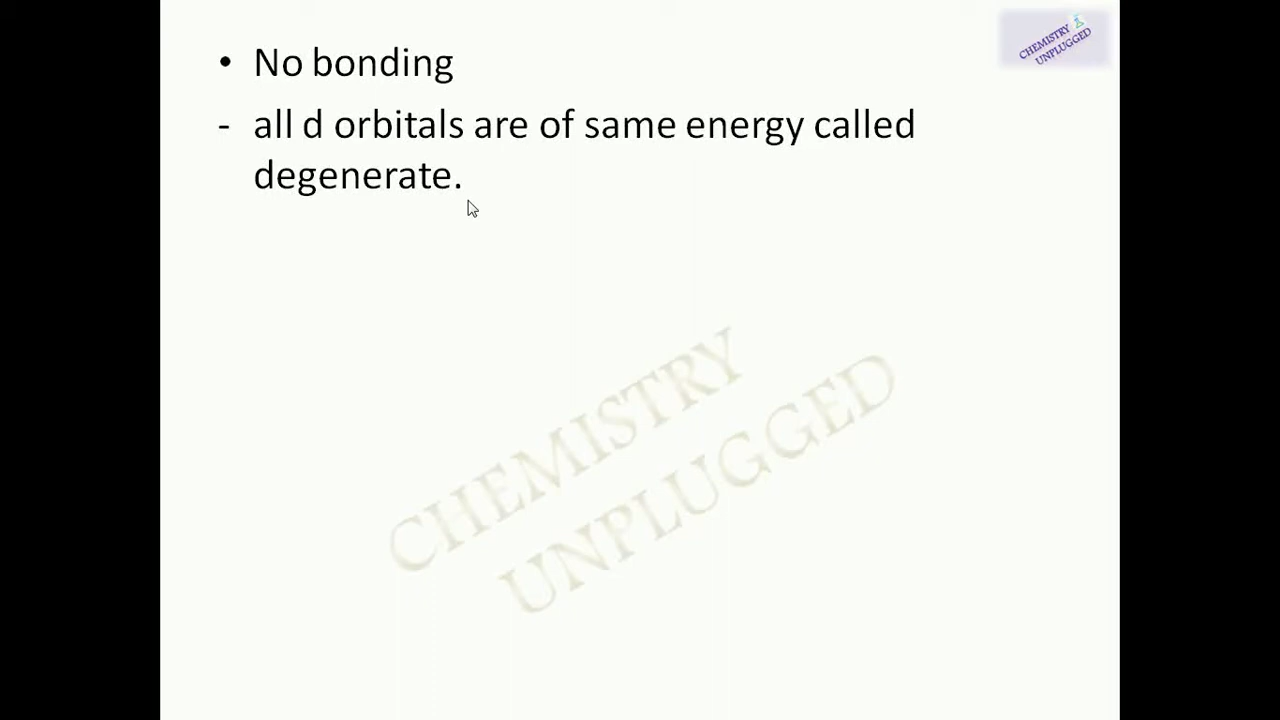 • No bonding
- all d orbitals are of same energy called
degenerate.
CHEMISTRY
UNPLUGGED
CHEMISTRY
UNPLUGGED